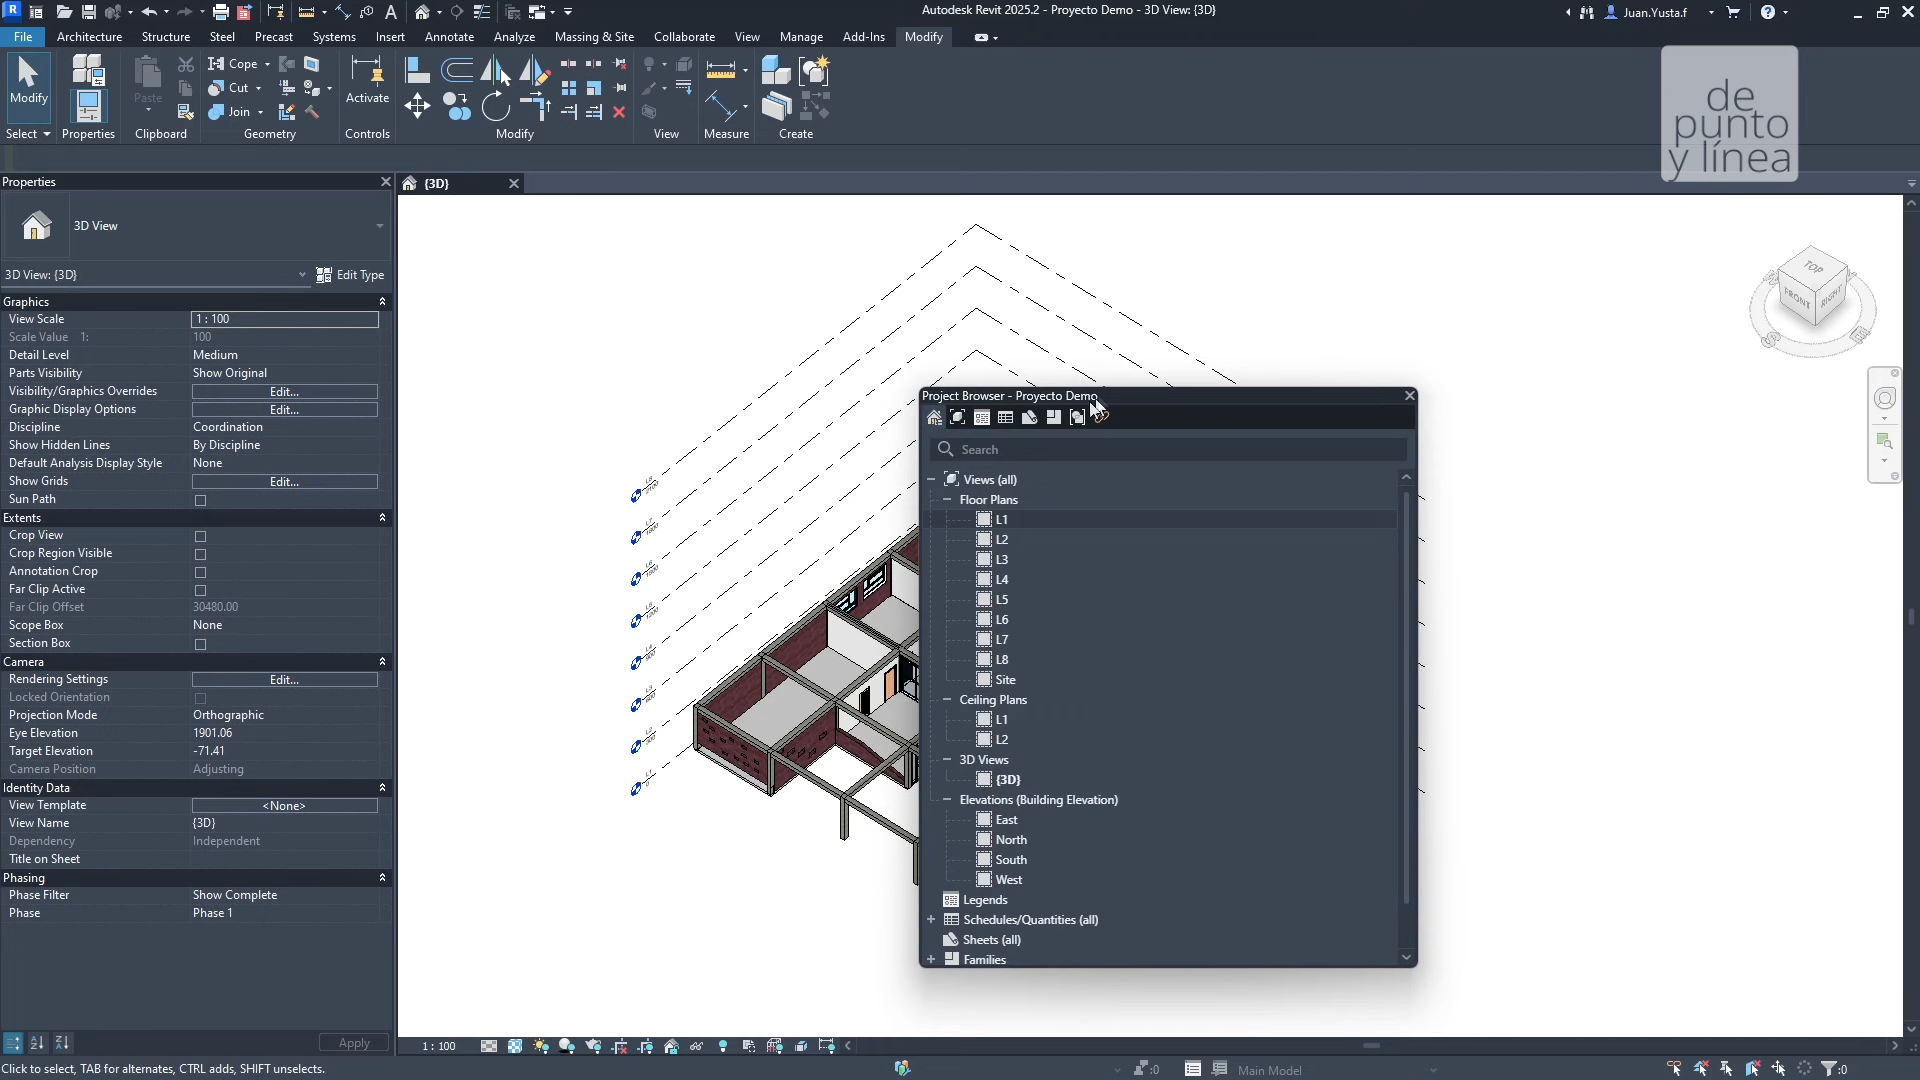 Autodesk Revit 2025.2 - Proyecto Demo - 3D View: {3D}
Juan.Yusta.f
File
Architecture
Structure
Steel
Precast
Systems
Insert
Annotate
Analyze
Massing & Site
Collaborate
View
Manage
Add-Ins
Modify
Modify
Paste
Cope
Cut
Join
Activate
Select
Properties
Clipboard
Geometry
Controls
Modify
View
Measure
Create
de
punto
y línea
Properties
{3D}
3D View
3D View: {3D}
Edit Type
Graphics
View Scale
1 : 100
Scale Value 1:
100
Detail Level
Medium
Parts Visibility
Show Original
Visibility/Graphics Overrides
Edit...
Graphic Display Options
Edit...
Discipline
Coordination
Show Hidden Lines
By Discipline
Default Analysis Display Style
None
Show Grids
Edit...
Sun Path
Extents
Crop View
Crop Region Visible
Annotation Crop
Far Clip Active
Far Clip Offset
30480.00
Scope Box
None
Section Box
Camera
Rendering Settings
Edit...
Locked Orientation
Projection Mode
Orthographic
Eye Elevation
1901.06
Target Elevation
-71.41
Camera Position
Adjusting
Identity Data
View Template
<None>
View Name
{3D}
Dependency
Independent
Title on Sheet
Phasing
Phase Filter
Show Complete
Phase
Phase 1
Apply
TOP
FRONT
RIGHT
S
E
Project Browser - Proyecto Demo
Search
Views (all)
Floor Plans
L1
L2
L3
L4
L5
L6
L7
L8
Site
Ceiling Plans
L1
L2
3D Views
{3D}
Elevations (Building Elevation)
East
North
South
West
Legends
Schedules/Quantities (all)
Sheets (all)
Families
1 : 100
Click to select, TAB for alternates, CTRL adds, SHIFT unselects.
:0
Main Model
:0